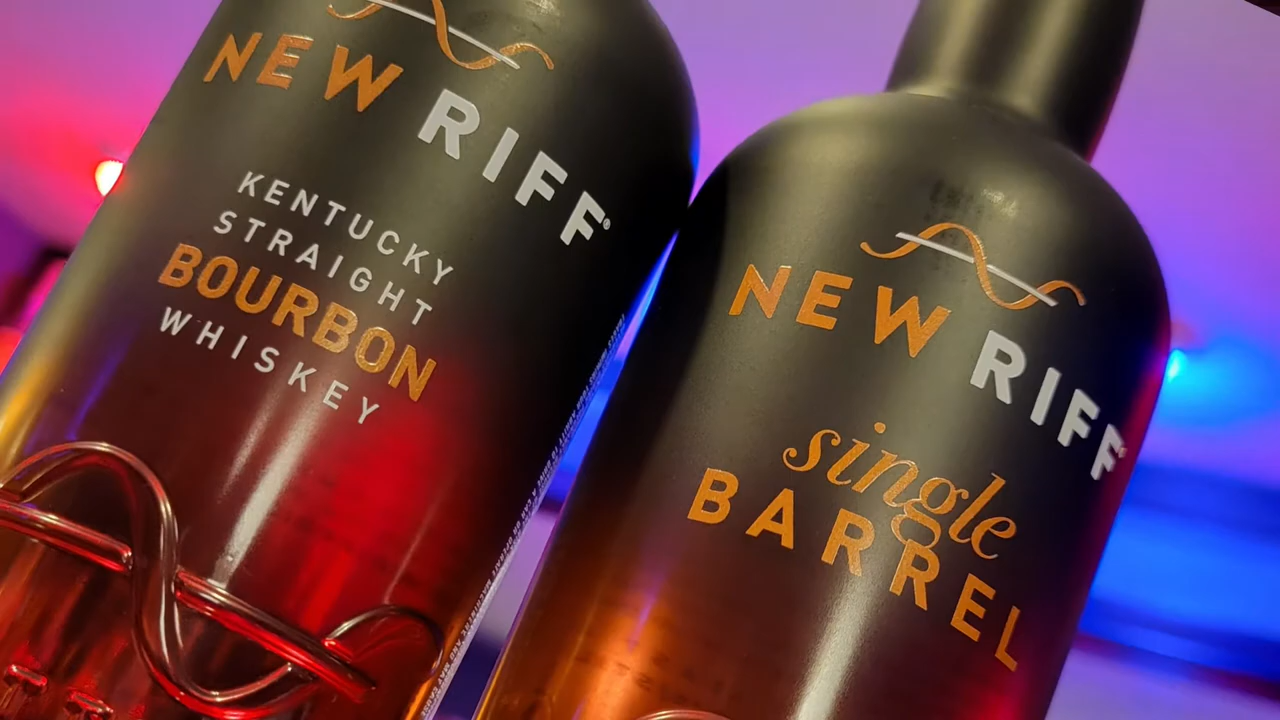 NEW RIFF®
KENTUCKY
STRAIGHT
BOURBON
WHISKEY
NEW RIFF
single
BARREL